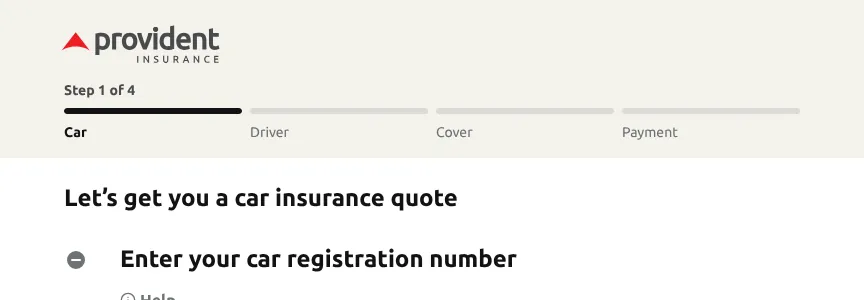 provident
INSURANCE
Step 1 of 4
Car Driver Cover Payment
Let’s get you a car insurance quote
Enter your car registration number
Help